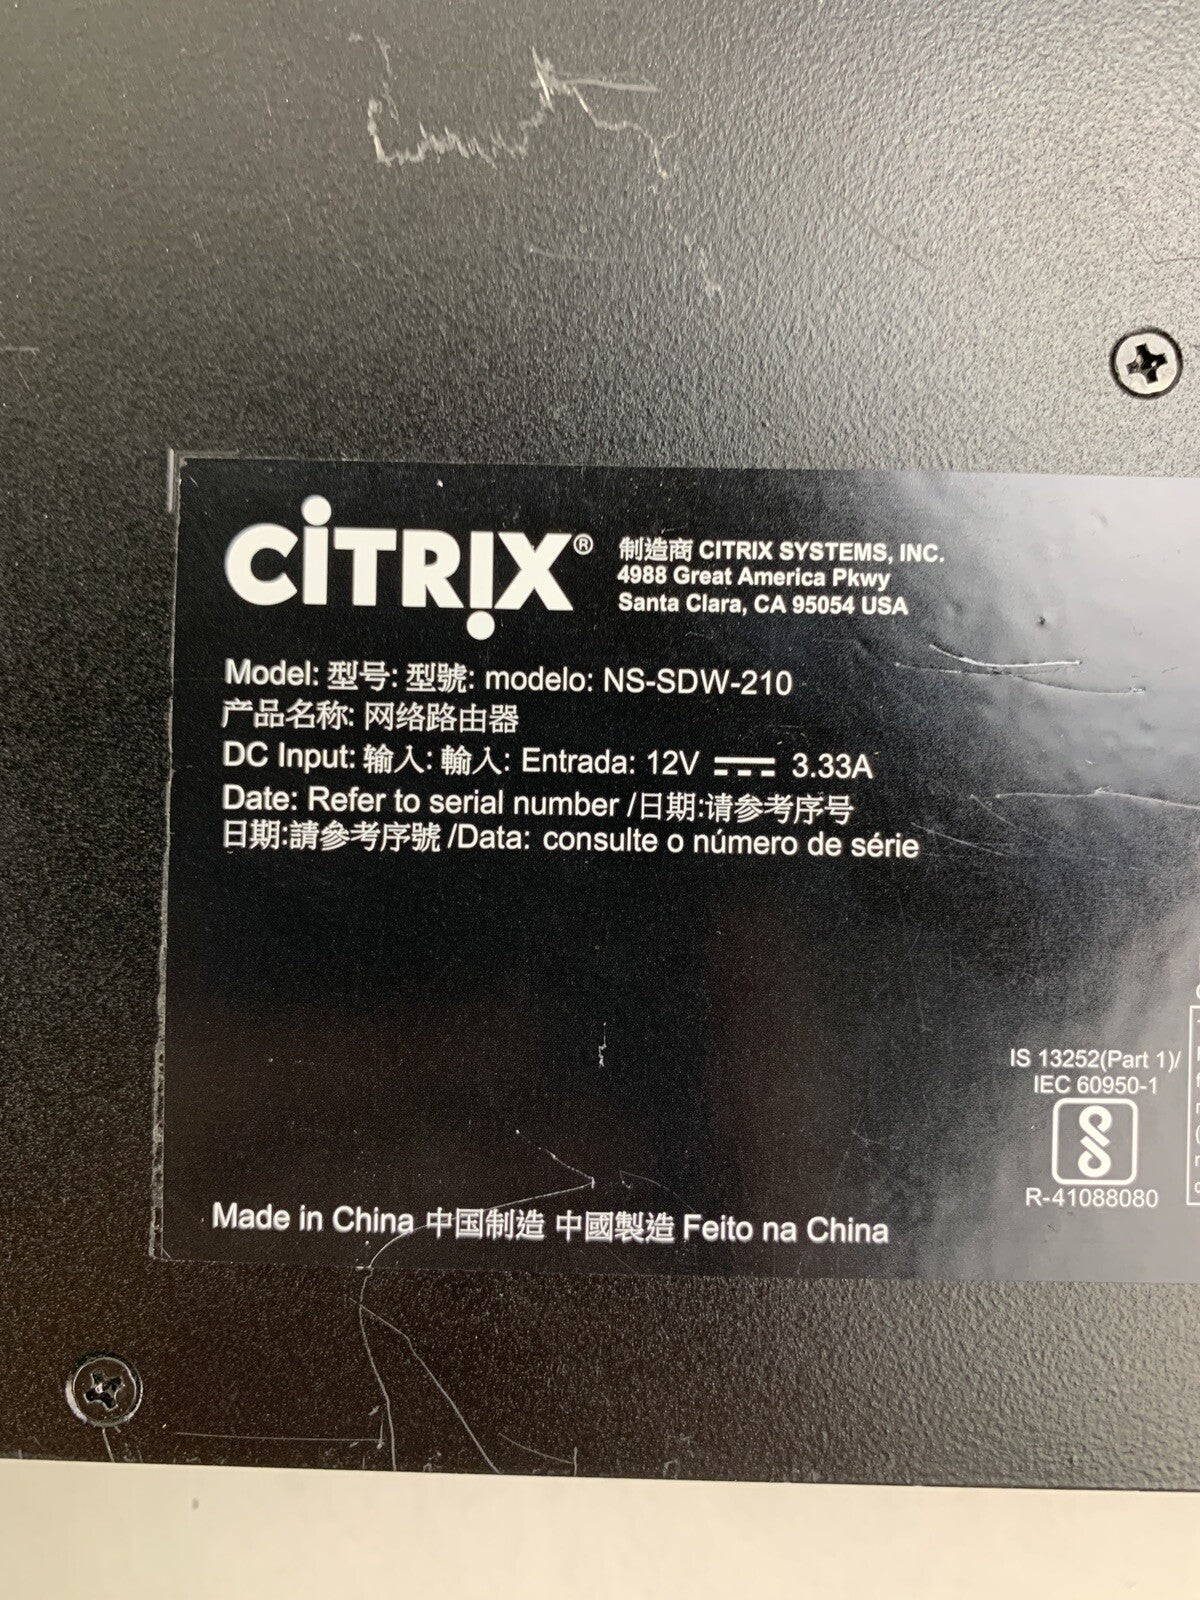 CITRIX®
制造商 CITRIX SYSTEMS, INC.
4988 Great America Pkwy
Santa Clara, CA 95054 USA
Model: 型号: 型號: modelo: NS-SDW-210
产品名称: 网络路由器
DC Input: 输入: 輸入: Entrada: 12V ⎓ 3.33A
Date: Refer to serial number /日期:请参考序号
日期:請參考序號 /Data: consulte o número de série
IS 13252(Part 1)/
IEC 60950-1
R-41088080
Made in China 中国制造 中國製造 Feito na China